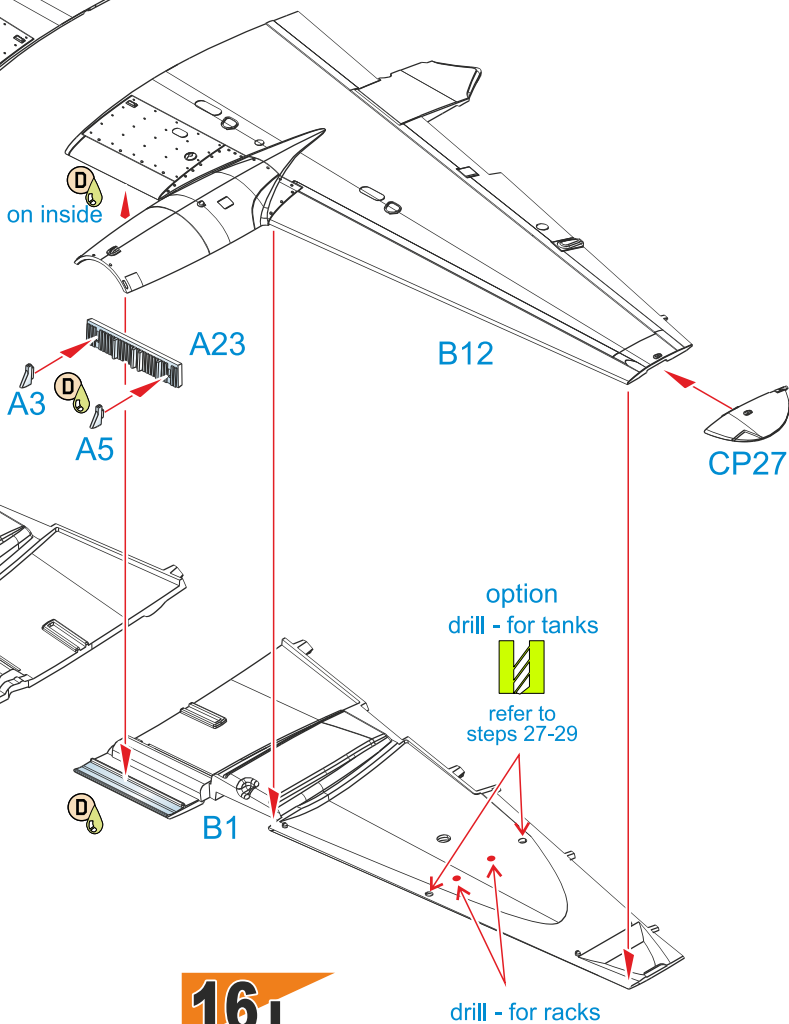 D
on inside
A23
B12
A3
D
A5
CP27
option
drill - for tanks
refer to
steps 27-29
D
B1
16
drill - for racks